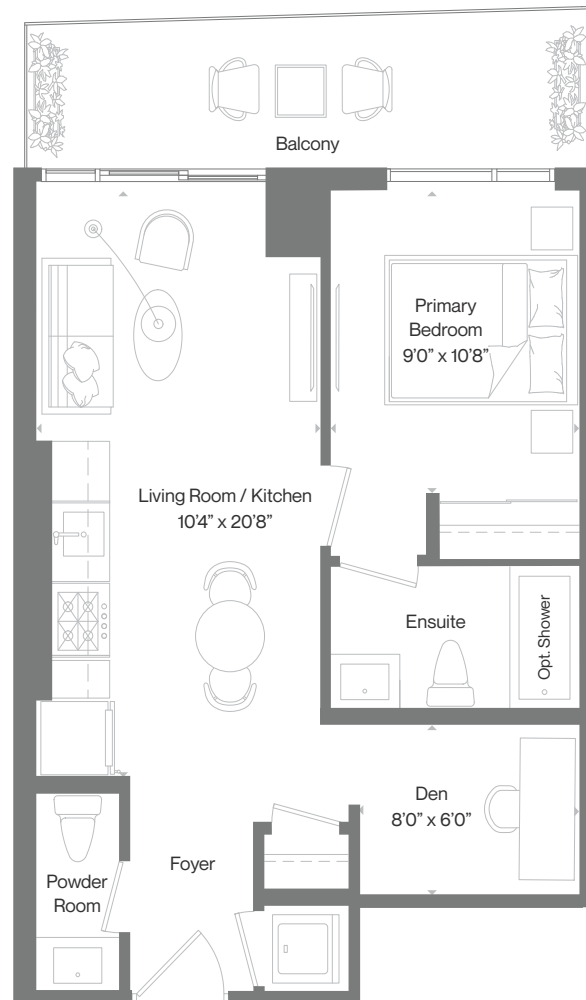 Balcony
Primary
Bedroom
9’0” x 10’8”
Living Room / Kitchen
10’4” x 20’8”
Ensuite
Opt. Shower
Den
8’0” x 6’0”
Foyer
Powder
Room